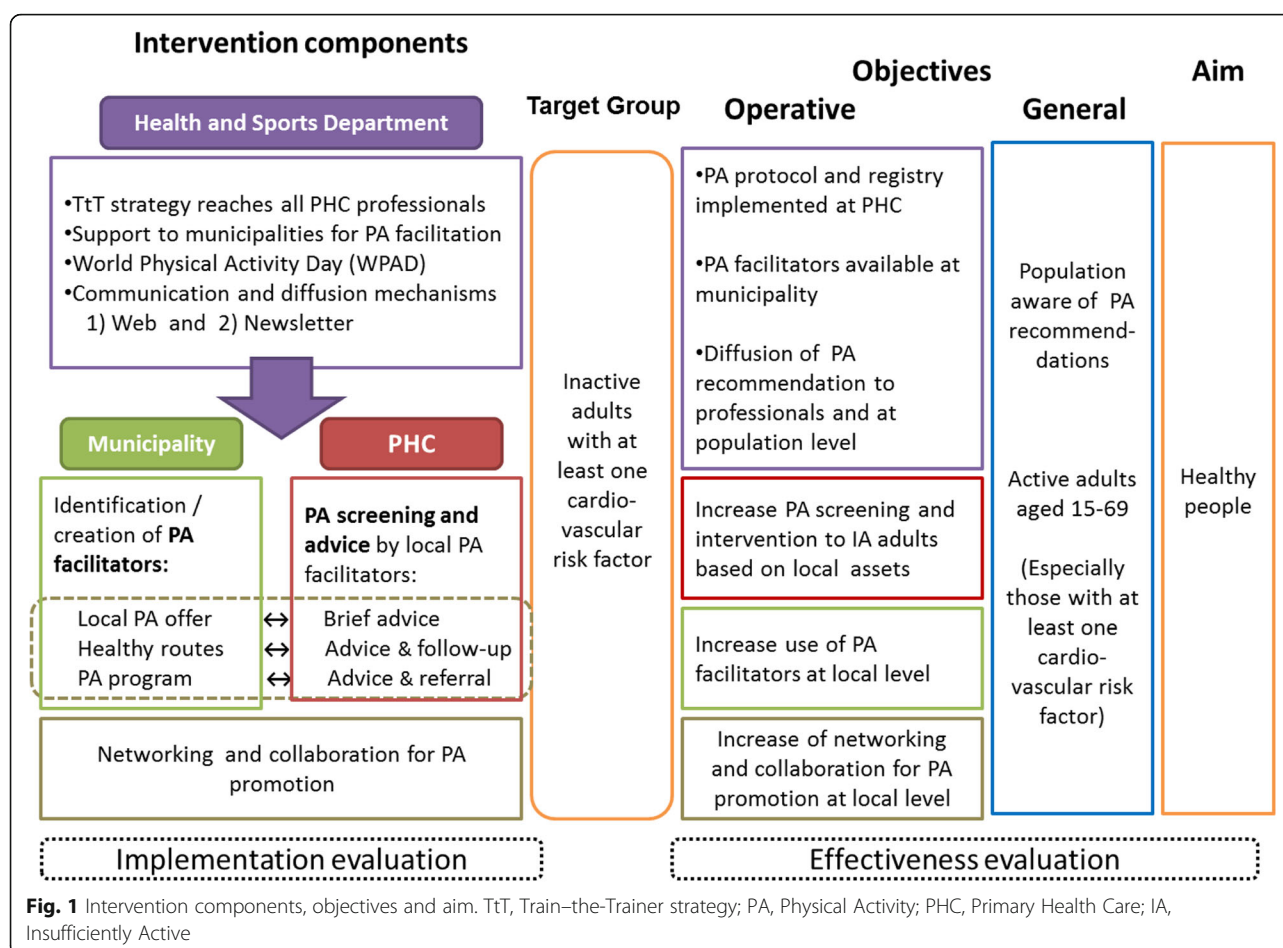 Intervention components
Objectives
Aim
Target Group
Operative
General
Health and Sports Department
•TtT strategy reaches all PHC professionals
•Support to municipalities for PA facilitation
•World Physical Activity Day (WPAD)
•Communication and diffusion mechanisms
1) Web and 2) Newsletter
Municipality
PHC
Identification /
creation of PA
facilitators:
PA screening and
advice by local PA
facilitators:
Local PA offer ↔ Brief advice
Healthy routes ↔ Advice & follow-up
PA program ↔ Advice & referral
Networking and collaboration for PA
promotion
Inactive
adults
with at
least one
cardio-
vascular
risk factor
•PA protocol and registry
implemented at PHC
•PA facilitators available at
municipality
•Diffusion of PA
recommendation to
professionals and at
population level
Increase PA screening and
intervention to IA adults
based on local assets
Increase use of PA
facilitators at local level
Increase of networking
and collaboration for PA
promotion at local level
Population
aware of PA
recommend-
dations
Active adults
aged 15-69
(Especially
those with at
least one
cardio-
vascular risk
factor)
Healthy
people
Implementation evaluation
Effectiveness evaluation
Fig. 1 Intervention components, objectives and aim. TtT, Train–the-Trainer strategy; PA, Physical Activity; PHC, Primary Health Care; IA,
Insufficiently Active